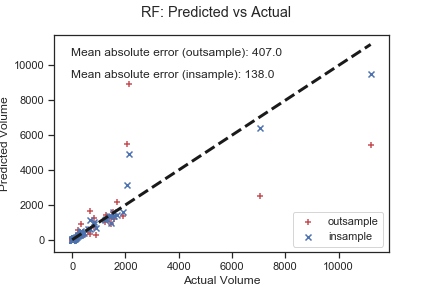 RF: Predicted vs Actual
Mean absolute error (outsample): 407.0
Mean absolute error (insample): 138.0
10000
8000
6000
4000
2000
0
Predicted Volume
outsample
insample
0 2000 4000 6000 8000 10000
Actual Volume